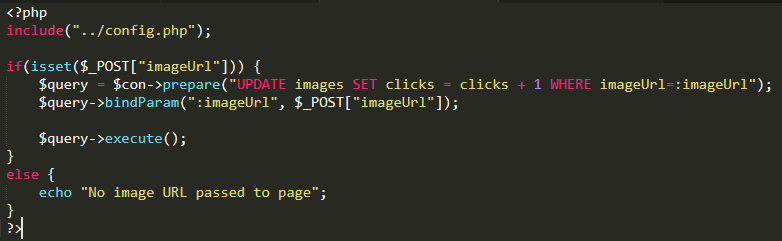 <?php
include("../config.php");
if(isset($_POST["imageUrl"])) {
$query = $con->prepare("UPDATE images SET clicks = clicks + 1 WHERE imageUrl=:imageUrl");
$query->bindParam(":imageUrl", $_POST["imageUrl"]);
$query->execute();
}
else {
echo "No image URL passed to page";
}
?>